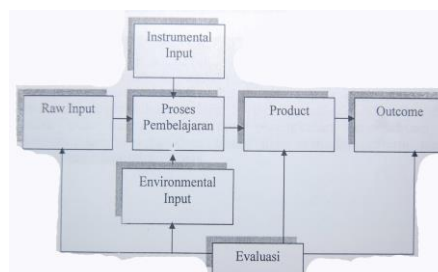 Instrumental
Input
Raw Input
Proses
Pembelajaran
Product
Outcome
Environmental
Input
Evaluasi